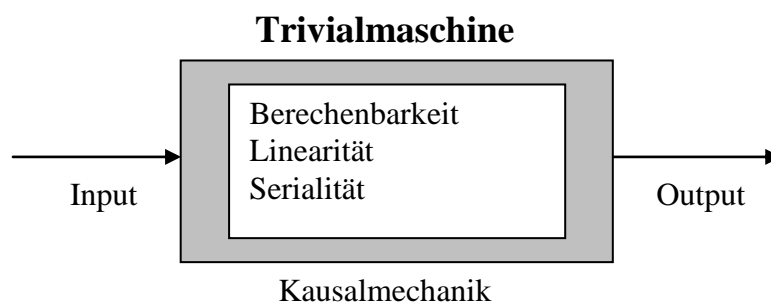 Trivialmaschine
Berechenbarkeit
Linearität
Serialität
Input
Output
Kausalmechanik